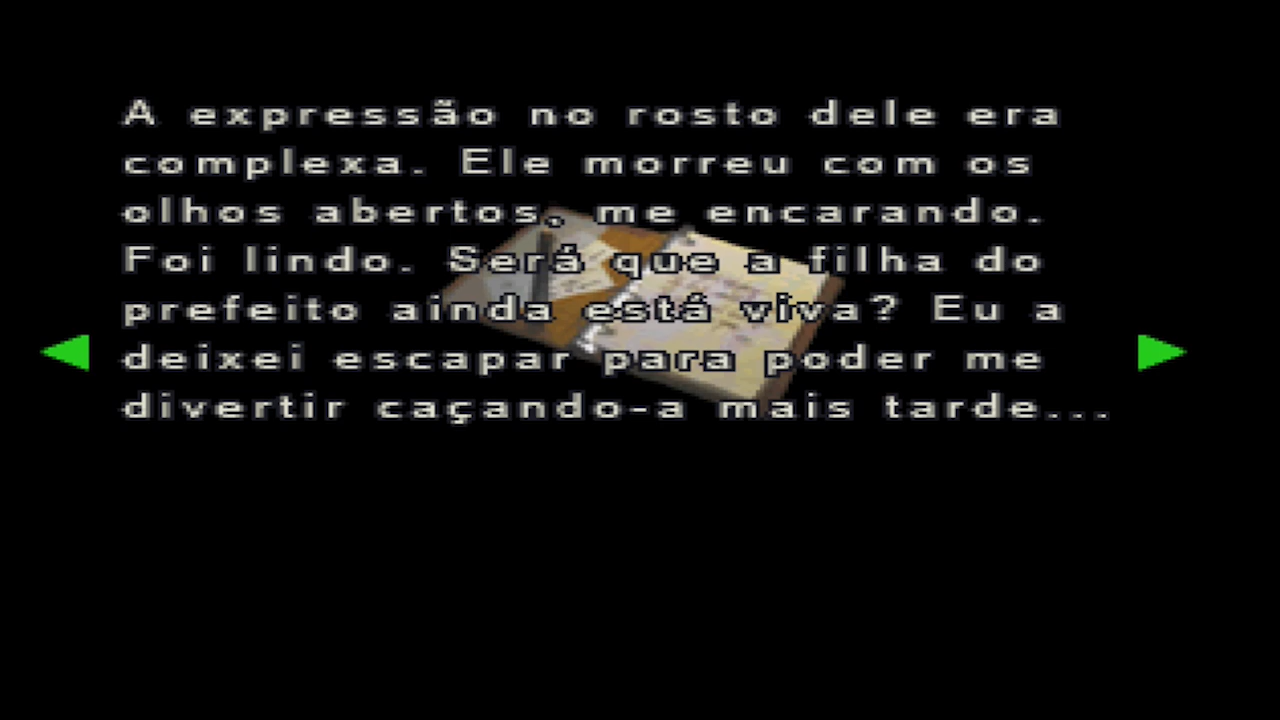 A expressão no rosto dele era
complexa. Ele morreu com os
olhos abertos, me encarando.
Foi lindo. Será que a filha do
prefeito ainda está viva? Eu a
deixei escapar para poder me
divertir caçando-a mais tarde...